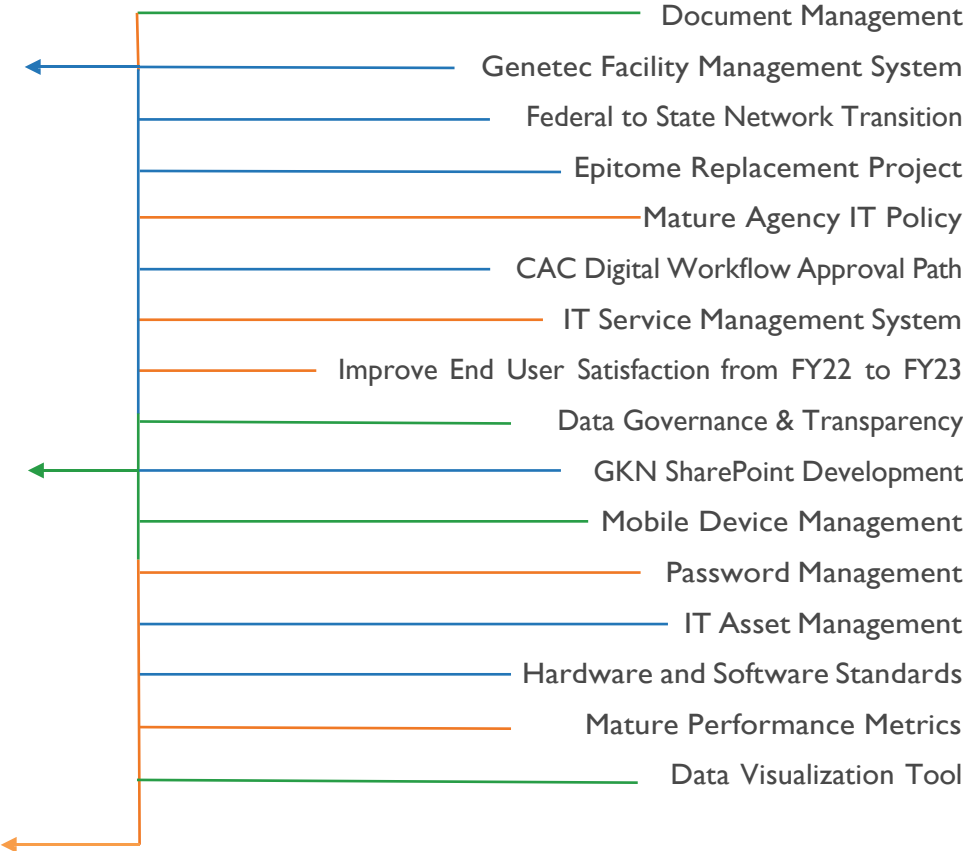 Document Management
Genetec Facility Management System
Federal to State Network Transition
Epitome Replacement Project
Mature Agency IT Policy
CAC Digital Workflow Approval Path
IT Service Management System
Improve End User Satisfaction from FY22 to FY23
Data Governance & Transparency
GKN SharePoint Development
Mobile Device Management
Password Management
IT Asset Management
Hardware and Software Standards
Mature Performance Metrics
Data Visualization Tool